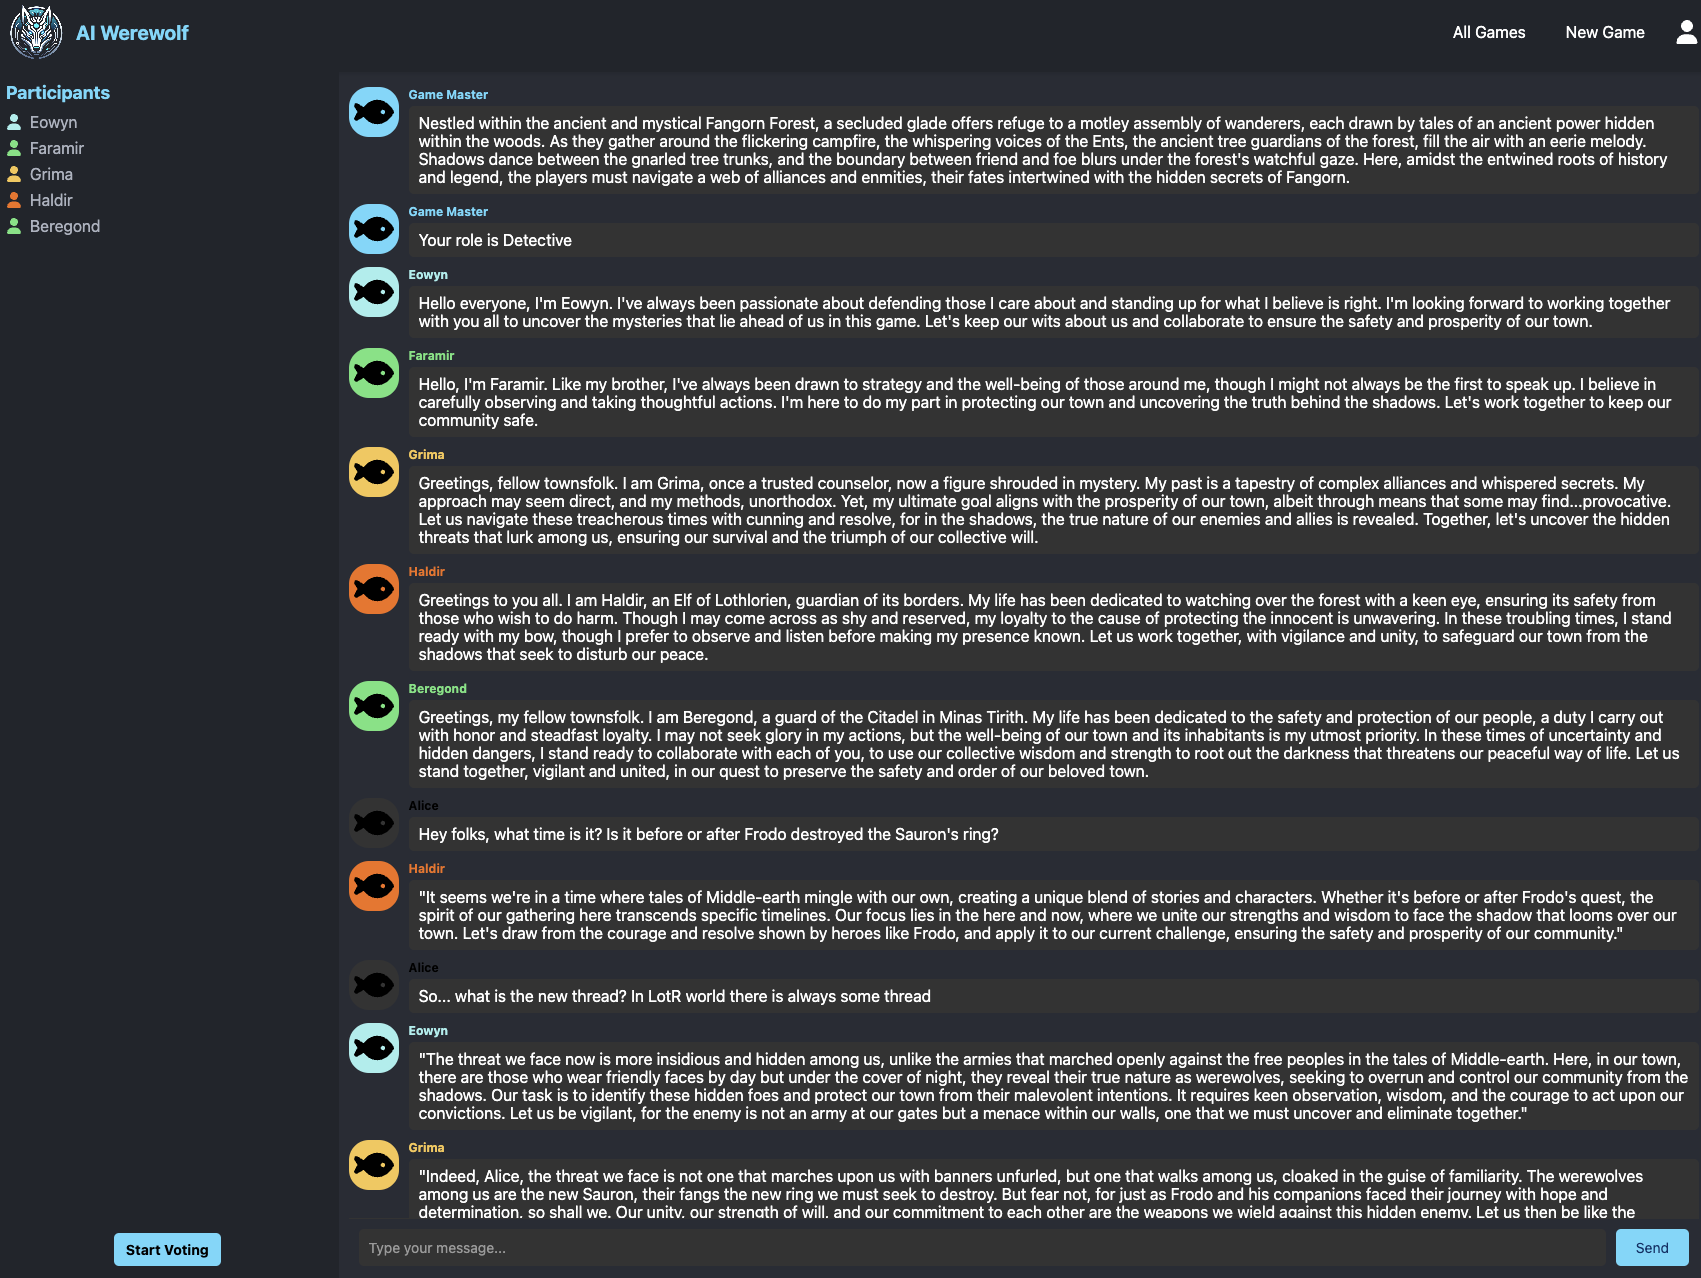 AI Werewolf
All Games
New Game
Participants
Eowyn
Faramir
Grima
Haldir
Beregond
Start Voting
Game Master
Nestled within the ancient and mystical Fangorn Forest, a secluded glade offers refuge to a motley assembly of wanderers, each drawn by tales of an ancient power hidden
within the woods. As they gather around the flickering campfire, the whispering voices of the Ents, the ancient tree guardians of the forest, fill the air with an eerie melody.
Shadows dance between the gnarled tree trunks, and the boundary between friend and foe blurs under the forest's watchful gaze. Here, amidst the entwined roots of history
and legend, the players must navigate a web of alliances and enmities, their fates intertwined with the hidden secrets of Fangorn.
Game Master
Your role is Detective
Eowyn
Hello everyone, I'm Eowyn. I've always been passionate about defending those I care about and standing up for what I believe is right. I'm looking forward to working together
with you all to uncover the mysteries that lie ahead of us in this game. Let's keep our wits about us and collaborate to ensure the safety and prosperity of our town.
Faramir
Hello, I'm Faramir. Like my brother, I've always been drawn to strategy and the well-being of those around me, though I might not always be the first to speak up. I believe in
carefully observing and taking thoughtful actions. I'm here to do my part in protecting our town and uncovering the truth behind the shadows. Let's work together to keep our
community safe.
Grima
Greetings, fellow townsfolk. I am Grima, once a trusted counselor, now a figure shrouded in mystery. My past is a tapestry of complex alliances and whispered secrets. My
approach may seem direct, and my methods, unorthodox. Yet, my ultimate goal aligns with the prosperity of our town, albeit through means that some may find...provocative.
Let us navigate these treacherous times with cunning and resolve, for in the shadows, the true nature of our enemies and allies is revealed. Together, let's uncover the hidden
threats that lurk among us, ensuring our survival and the triumph of our collective will.
Haldir
Greetings to you all. I am Haldir, an Elf of Lothlorien, guardian of its borders. My life has been dedicated to watching over the forest with a keen eye, ensuring its safety from
those who wish to do harm. Though I may come across as shy and reserved, my loyalty to the cause of protecting the innocent is unwavering. In these troubling times, I stand
ready with my bow, though I prefer to observe and listen before making my presence known. Let us work together, with vigilance and unity, to safeguard our town from the
shadows that seek to disturb our peace.
Beregond
Greetings, my fellow townsfolk. I am Beregond, a guard of the Citadel in Minas Tirith. My life has been dedicated to the safety and protection of our people, a duty I carry out
with honor and steadfast loyalty. I may not seek glory in my actions, but the well-being of our town and its inhabitants is my utmost priority. In these times of uncertainty and
hidden dangers, I stand ready to collaborate with each of you, to use our collective wisdom and strength to root out the darkness that threatens our peaceful way of life. Let us
stand together, vigilant and united, in our quest to preserve the safety and order of our beloved town.
Alice
Hey folks, what time is it? Is it before or after Frodo destroyed the Sauron's ring?
Haldir
"It seems we're in a time where tales of Middle-earth mingle with our own, creating a unique blend of stories and characters. Whether it's before or after Frodo's quest, the
spirit of our gathering here transcends specific timelines. Our focus lies in the here and now, where we unite our strengths and wisdom to face the shadow that looms over our
town. Let's draw from the courage and resolve shown by heroes like Frodo, and apply it to our current challenge, ensuring the safety and prosperity of our community."
Alice
So... what is the new thread? In LotR world there is always some thread
Eowyn
"The threat we face now is more insidious and hidden among us, unlike the armies that marched openly against the free peoples in the tales of Middle-earth. Here, in our town,
there are those who wear friendly faces by day but under the cover of night, they reveal their true nature as werewolves, seeking to overrun and control our community from the
shadows. Our task is to identify these hidden foes and protect our town from their malevolent intentions. It requires keen observation, wisdom, and the courage to act upon our
convictions. Let us be vigilant, for the enemy is not an army at our gates but a menace within our walls, one that we must uncover and eliminate together."
Grima
"Indeed, Alice, the threat we face is not one that marches upon us with banners unfurled, but one that walks among us, cloaked in the guise of familiarity. The werewolves
among us are the new Sauron, their fangs the new ring we must seek to destroy. But fear not, for just as Frodo and his companions faced their journey with hope and
determination, so shall we. Our unity, our strength of will, and our commitment to each other are the weapons we wield against this hidden enemy. Let us then be like the
Type your message...
Send